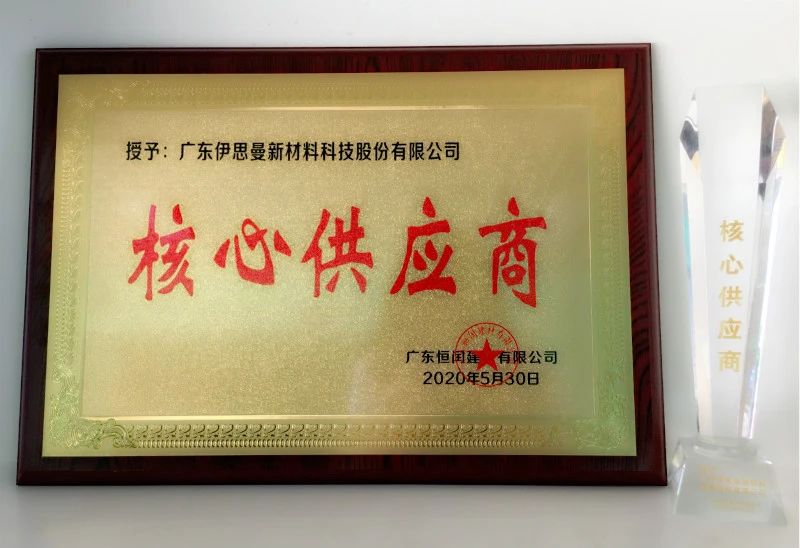 授予：广东伊思曼新材料科技股份有限公司
核心供应商
广东恒闰建 有限公司
2020年5月30日
核心供应商